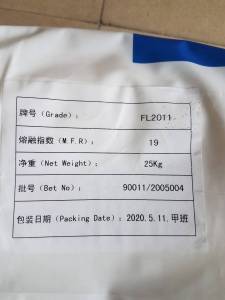 牌号（Grade）： FL2011
熔融指数（M.F.R）： 19
净重（Net Weight）： 25Kg
批号（Bet No）： 90011/2005004
包装日期（Packing Date）：2020.5.11.甲班